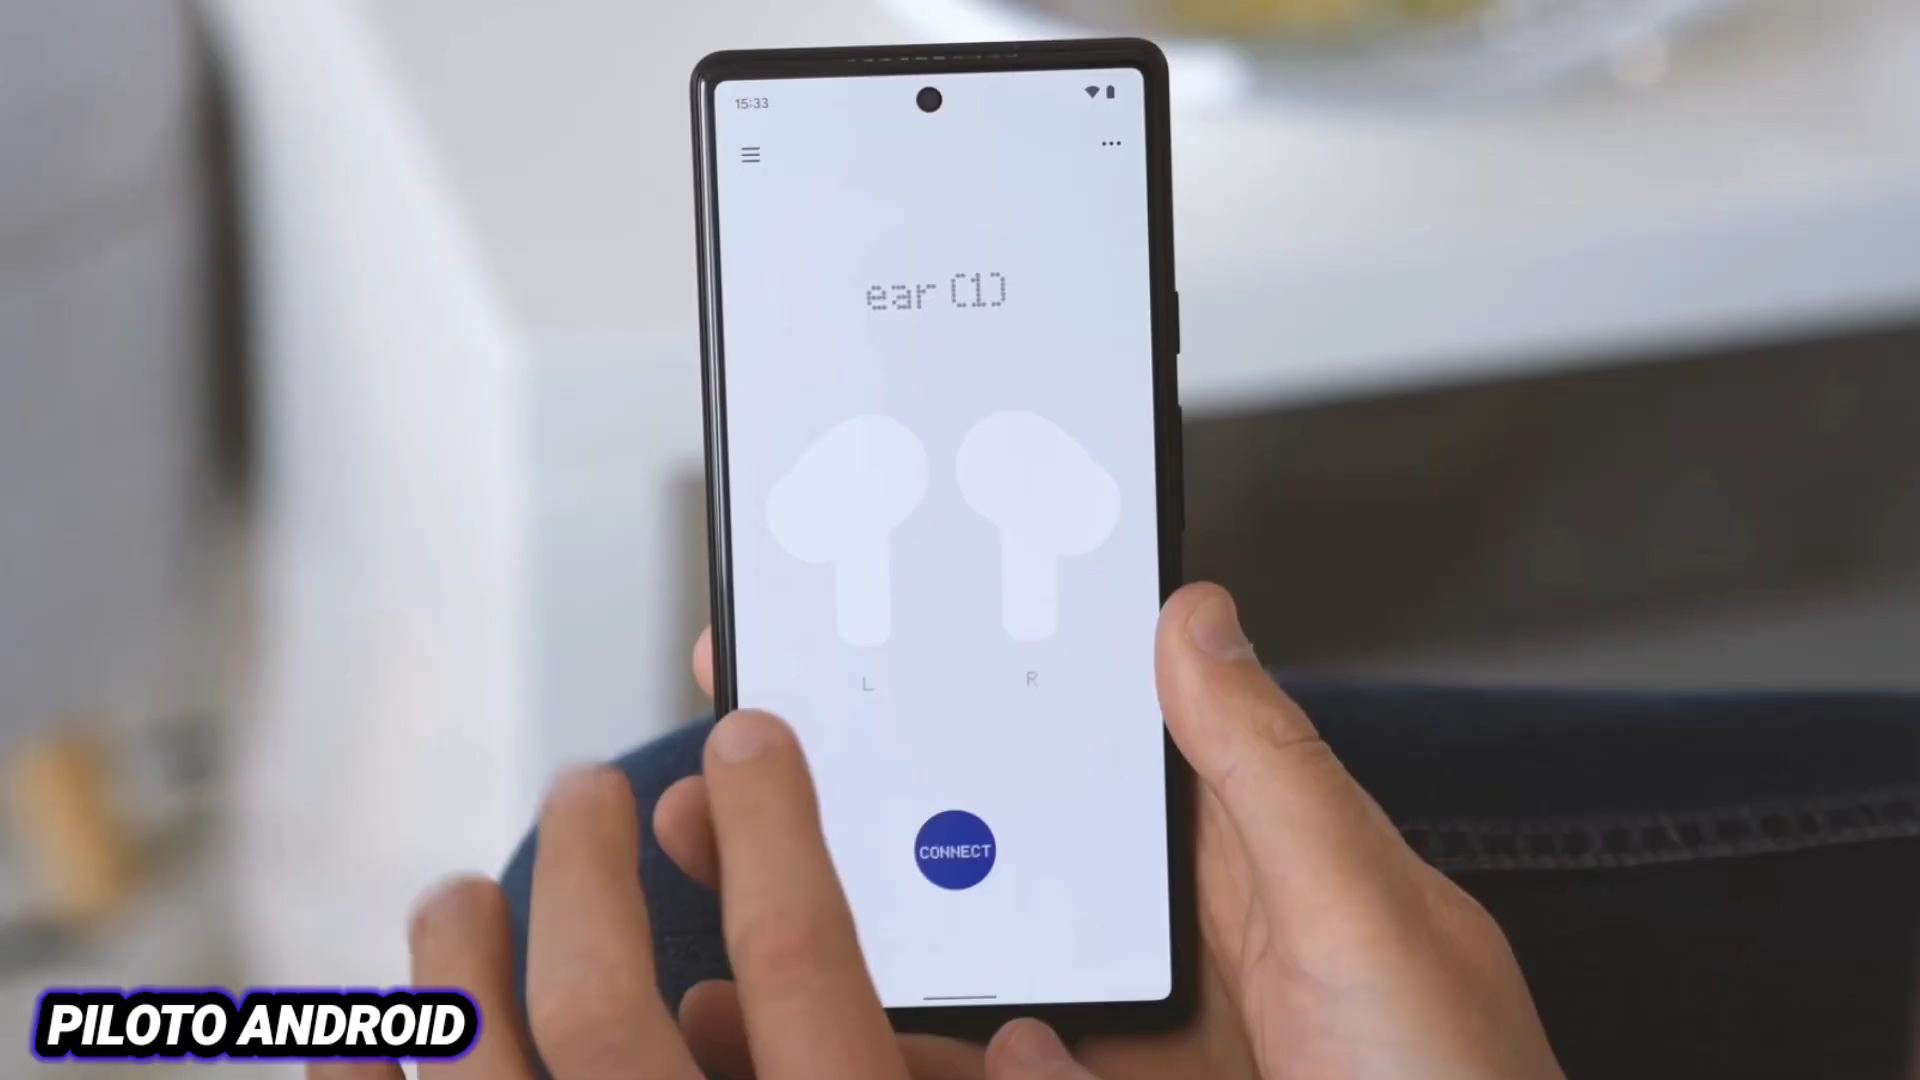 15:33
ear (1)
L
R
CONNECT
PILOTO ANDROID